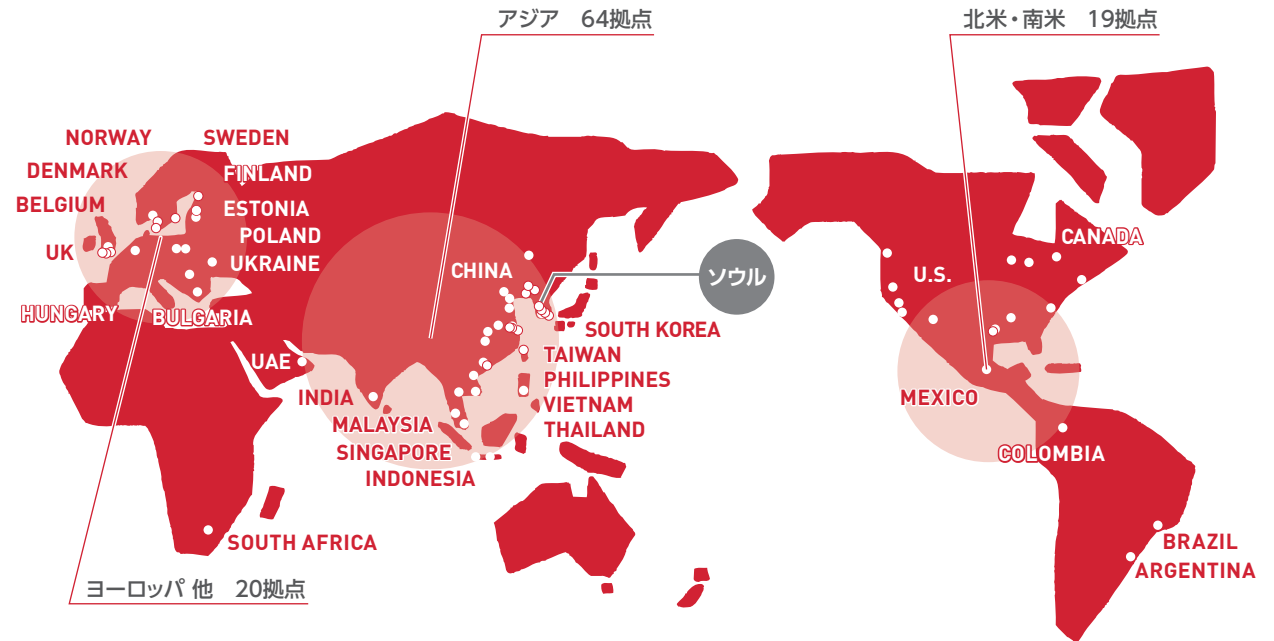 アジア 64拠点
北米・南米 19拠点
NORWAY
SWEDEN
DENMARK
FINLAND
BELGIUM
ESTONIA
POLAND
UK
UKRAINE
HUNGARY
BULGARIA
CHINA
ソウル
SOUTH KOREA
UAE
TAIWAN
INDIA
PHILIPPINES
MALAYSIA
VIETNAM
SINGAPORE
THAILAND
INDONESIA
SOUTH AFRICA
ヨーロッパ 他 20拠点
CANADA
U.S.
MEXICO
COLOMBIA
BRAZIL
ARGENTINA